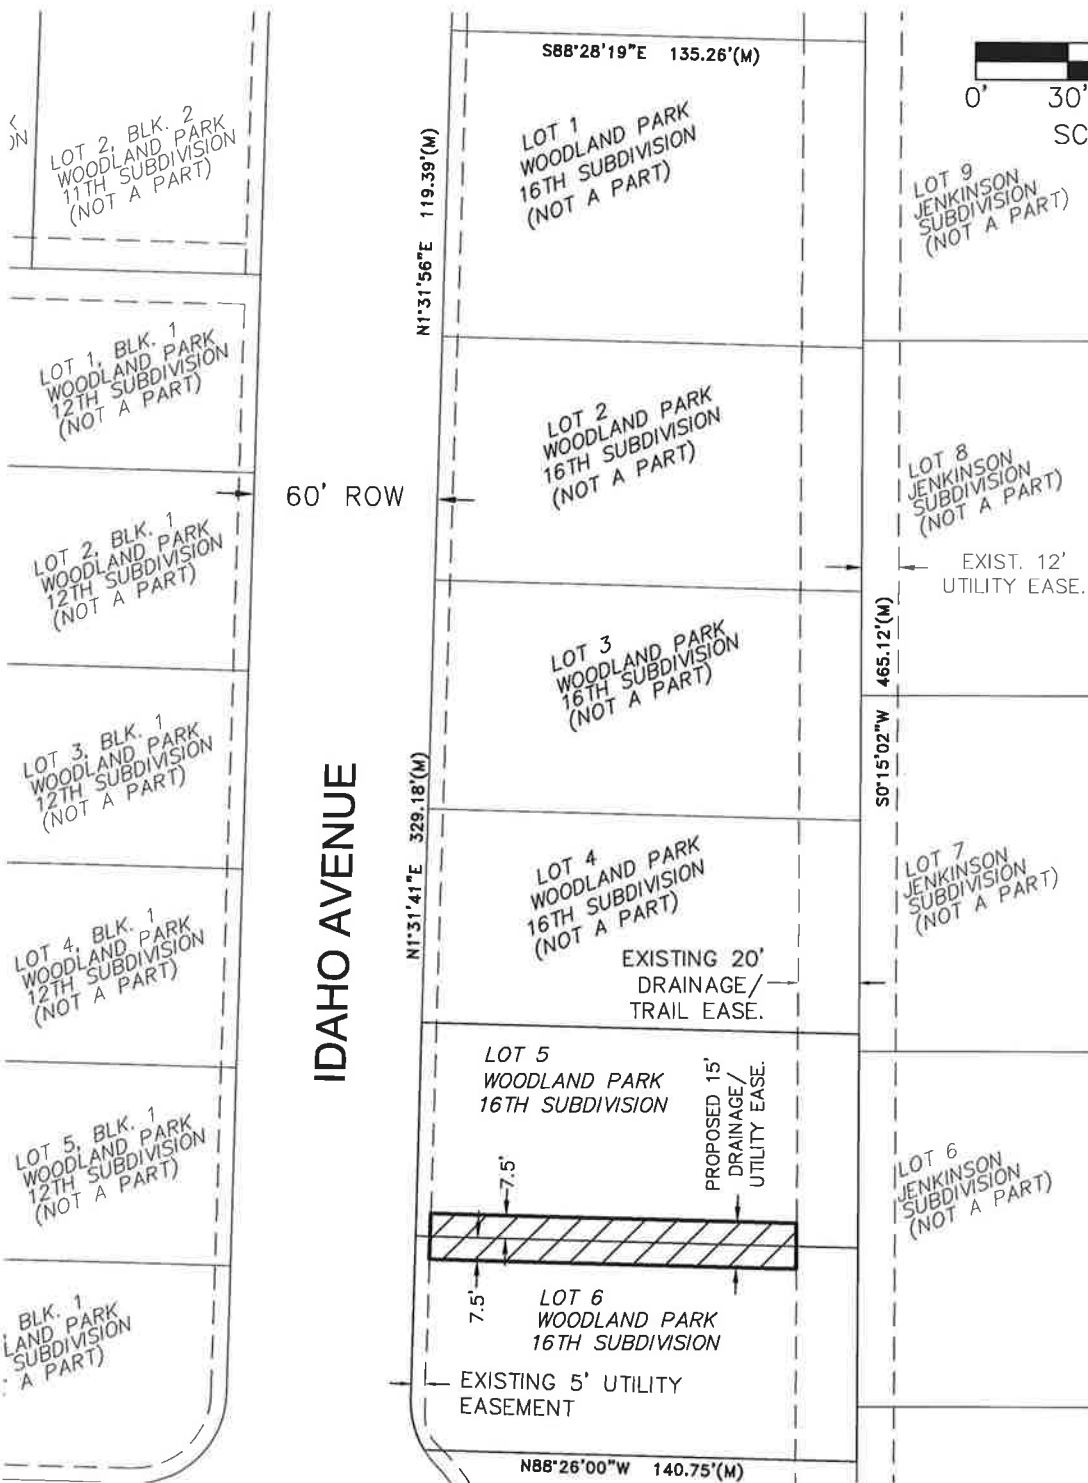 S88°28'19"E 135.26'(M)
0' 30'
SC
LOT 2, BLK. 2
WOODLAND PARK
11TH SUBDIVISION
(NOT A PART)
LOT 1
WOODLAND PARK
16TH SUBDIVISION
(NOT A PART)
N1°31'56"E 119.39'(M)
LOT 9
JENKINSON
SUBDIVISION
(NOT A PART)
LOT 1, BLK. 1
WOODLAND PARK
12TH SUBDIVISION
(NOT A PART)
LOT 2
WOODLAND PARK
16TH SUBDIVISION
(NOT A PART)
60' ROW
LOT 8
JENKINSON
SUBDIVISION
(NOT A PART)
LOT 2, BLK. 1
WOODLAND PARK
12TH SUBDIVISION
(NOT A PART)
EXIST. 12'
UTILITY EASE.
LOT 3
WOODLAND PARK
16TH SUBDIVISION
(NOT A PART)
S0°15'02"W 465.12'(M)
LOT 3, BLK. 1
WOODLAND PARK
12TH SUBDIVISION
(NOT A PART)
IDAHO AVENUE
N1°31'41"E 329.18'(M)
LOT 4
WOODLAND PARK
16TH SUBDIVISION
(NOT A PART)
LOT 7
JENKINSON
SUBDIVISION
(NOT A PART)
LOT 4, BLK. 1
WOODLAND PARK
12TH SUBDIVISION
(NOT A PART)
EXISTING 20'
DRAINAGE/
TRAIL EASE.
LOT 5
WOODLAND PARK
16TH SUBDIVISION
PROPOSED 15'
DRAINAGE/
UTILITY EASE.
LOT 5, BLK. 1
WOODLAND PARK
12TH SUBDIVISION
(NOT A PART)
7.5'
LOT 6
JENKINSON
SUBDIVISION
(NOT A PART)
7.5'
LOT 6
WOODLAND PARK
16TH SUBDIVISION
BLK. 1
LAND PARK
SUBDIVISION
A PART)
EXISTING 5' UTILITY
EASEMENT
N88°26'00"W 140.75'(M)